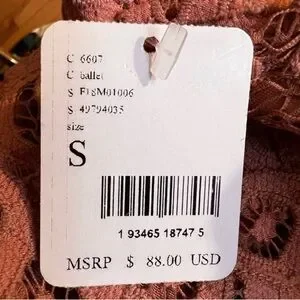 C 6607
C ballet
S F18M01006
S 49794035
size
S
1 93465 18747 5
MSRP $ 88.00 USD